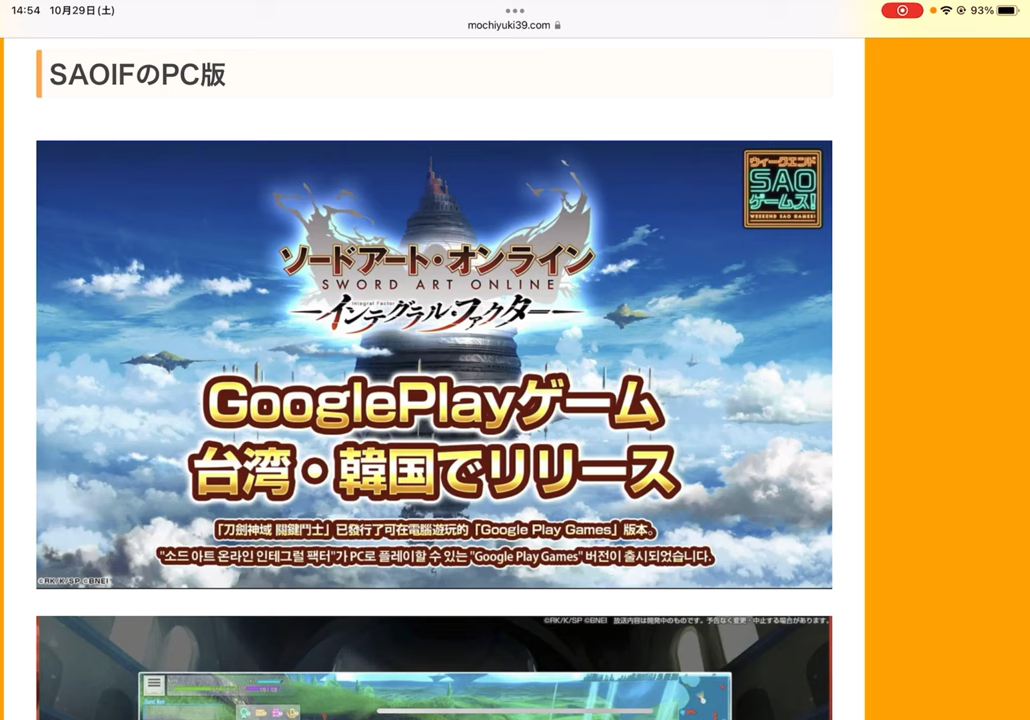 14:54 10月29日(土)
mochiyuki39.com
93%
SAOIFのPC版
ウィークエンド
SAO
ゲームス!
WEEKEND SAO GAMES!
ソードアート・オンライン
SWORD ART ONLINE
Integral Factor
インテグラル・ファクター
GooglePlayゲーム
台湾・韓国でリリース
「刀劍神域 關鍵鬥士」已發行了可在電腦遊玩的「Google Play Games」版本。
"소드 아트 온라인 인테그럴 팩터"가 PC로 플레이할 수 있는 "Google Play Games" 버전이 출시되었습니다.
©RK/K/SP ©BNEI
©RK/K/SP ©BNEI 放送内容は開発中のものです。予告なく変更・中止する場合があります。